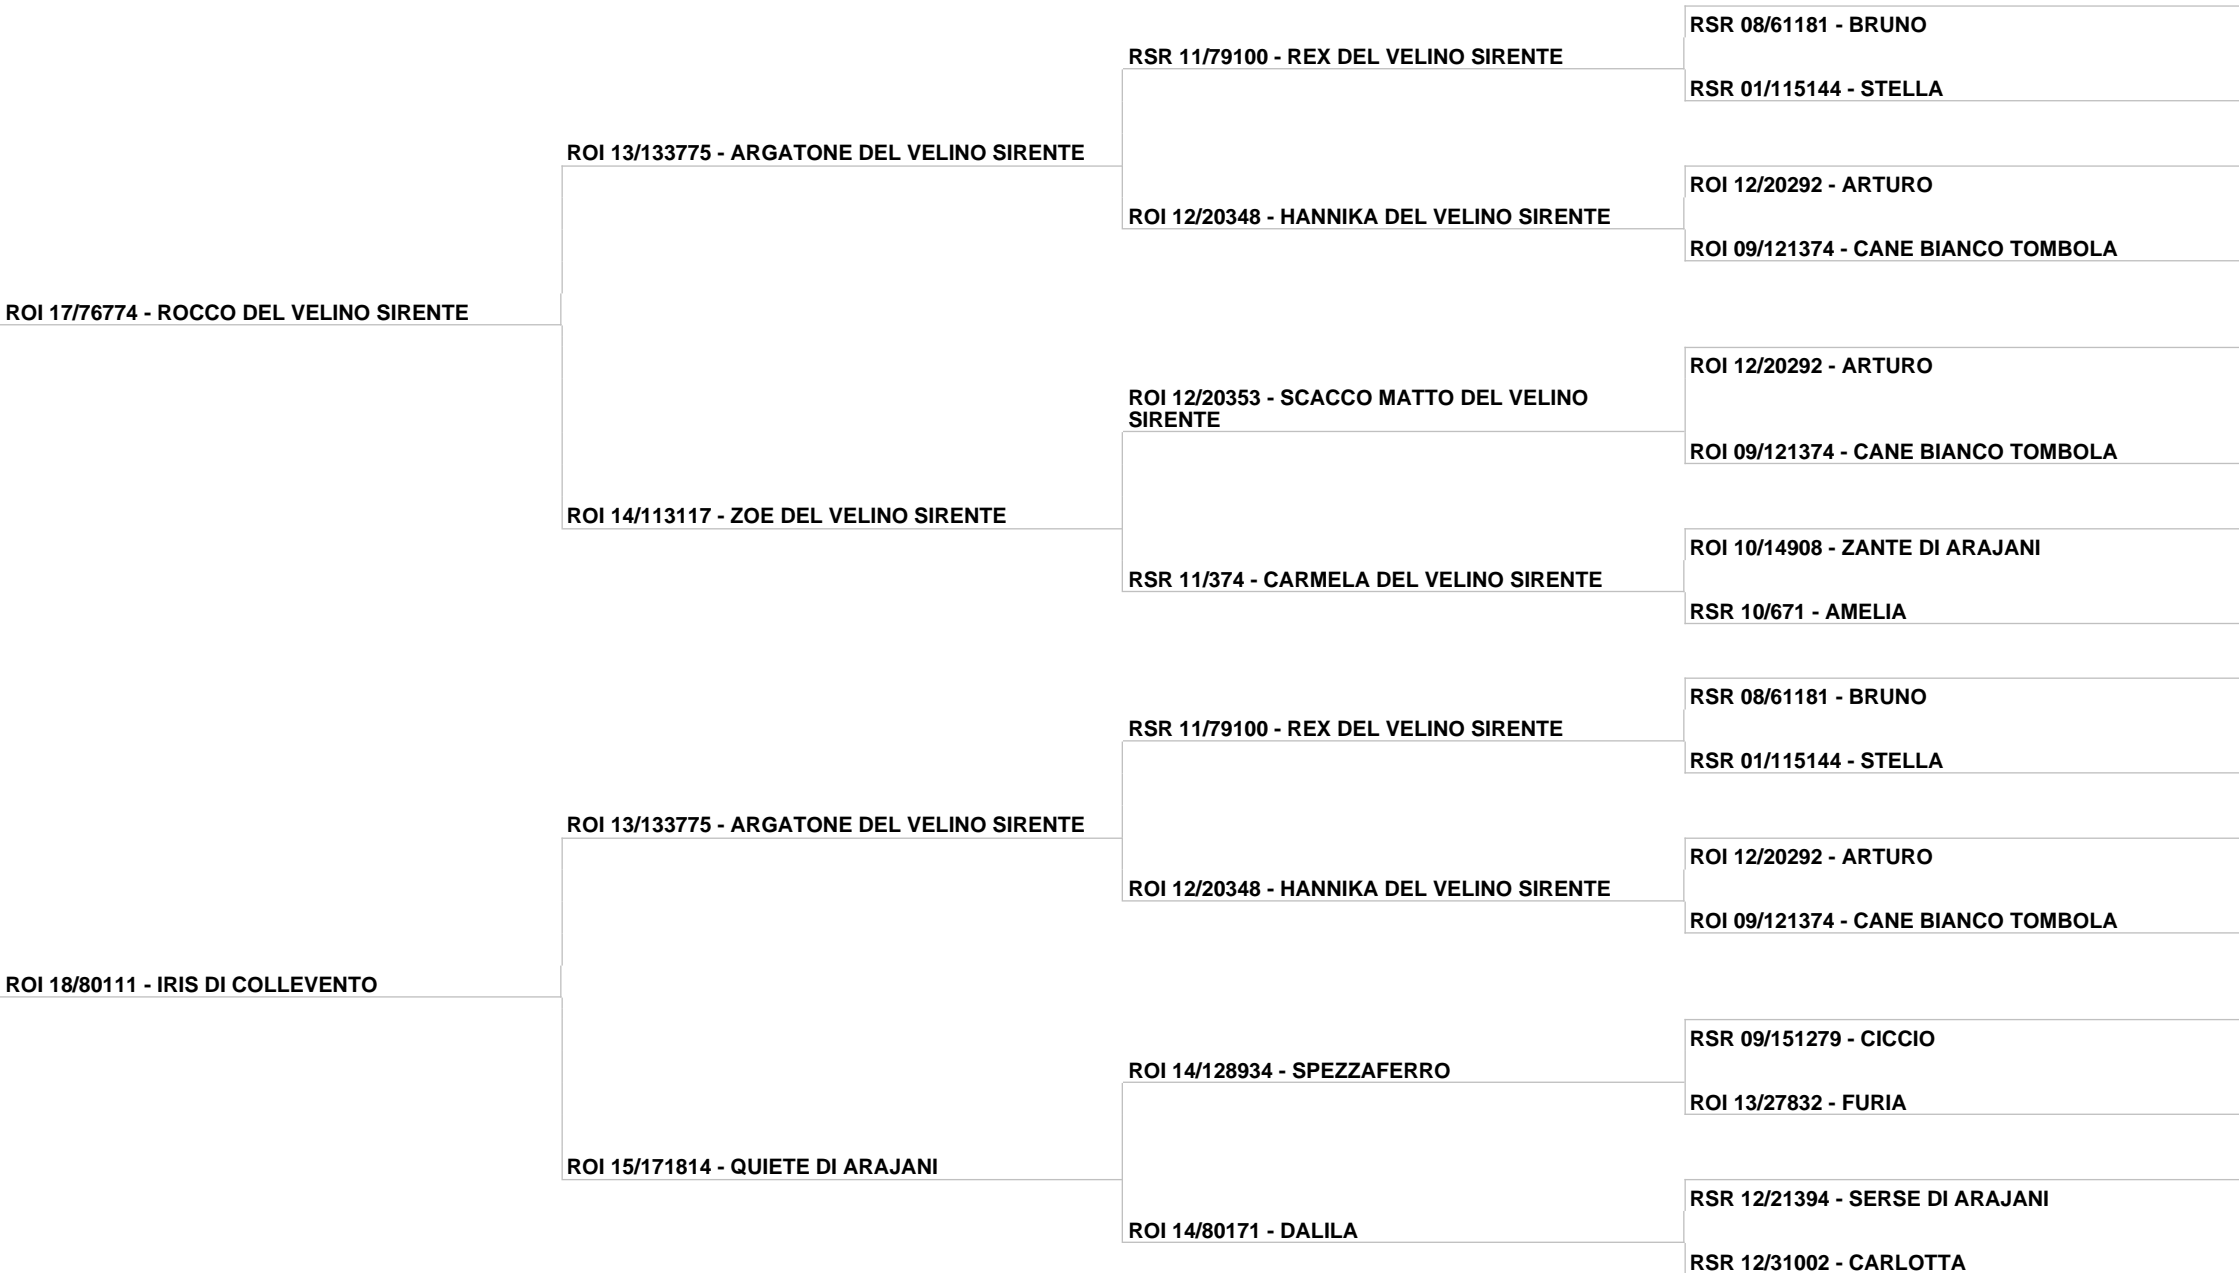 RSR 08/61181 - BRUNO
RSR 11/79100 - REX DEL VELINO SIRENTE
RSR 01/115144 - STELLA
ROI 13/133775 - ARGATONE DEL VELINO SIRENTE
ROI 12/20292 - ARTURO
ROI 12/20348 - HANNIKA DEL VELINO SIRENTE
ROI 09/121374 - CANE BIANCO TOMBOLA
ROI 17/76774 - ROCCO DEL VELINO SIRENTE
ROI 12/20292 - ARTURO
ROI 12/20353 - SCACCO MATTO DEL VELINO
SIRENTE
ROI 09/121374 - CANE BIANCO TOMBOLA
ROI 14/113117 - ZOE DEL VELINO SIRENTE
ROI 10/14908 - ZANTE DI ARAJANI
RSR 11/374 - CARMELA DEL VELINO SIRENTE
RSR 10/671 - AMELIA
RSR 08/61181 - BRUNO
RSR 11/79100 - REX DEL VELINO SIRENTE
RSR 01/115144 - STELLA
ROI 13/133775 - ARGATONE DEL VELINO SIRENTE
ROI 12/20292 - ARTURO
ROI 12/20348 - HANNIKA DEL VELINO SIRENTE
ROI 09/121374 - CANE BIANCO TOMBOLA
ROI 18/80111 - IRIS DI COLLEVENTO
RSR 09/151279 - CICCIO
ROI 14/128934 - SPEZZAFERRO
ROI 13/27832 - FURIA
ROI 15/171814 - QUIETE DI ARAJANI
RSR 12/21394 - SERSE DI ARAJANI
ROI 14/80171 - DALILA
RSR 12/31002 - CARLOTTA